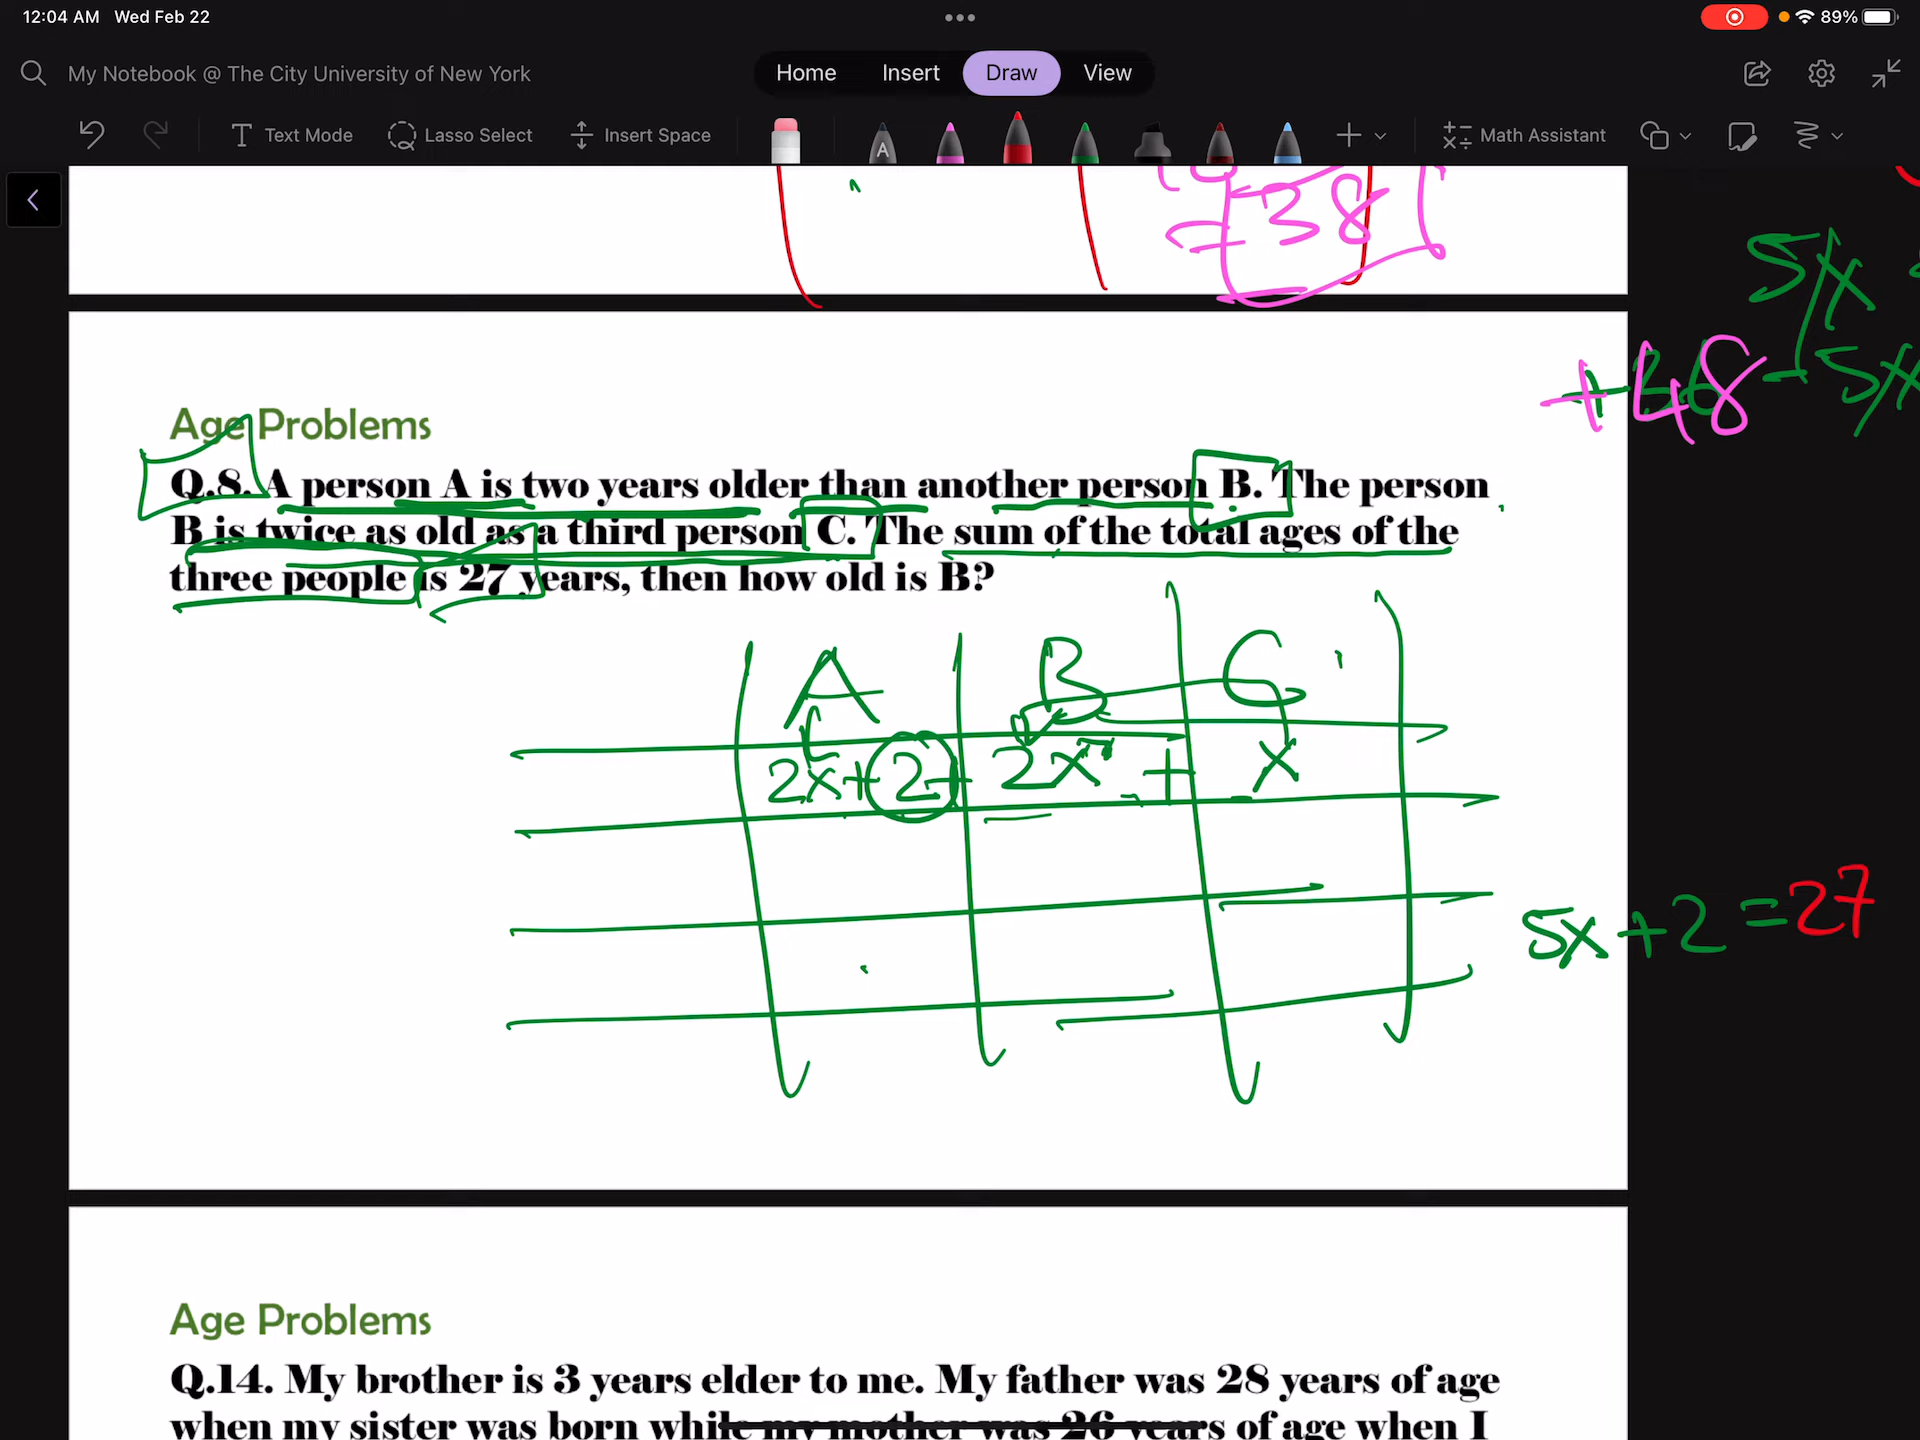 12:04 AM Wed Feb 22
89%
My Notebook @ The City University of New York
Home Insert Draw View
Text Mode Lasso Select Insert Space
A
Math Assistant
= 38
5x
+48 - 5x
Age Problems
Q.8. A person A is two years older than another person B. The person
B is twice as old as a third person C. The sum of the total ages of the
three people is 27 years, then how old is B?
A B C
2x+2+ 2x + x
5x+2=27
Age Problems
Q.14. My brother is 3 years elder to me. My father was 28 years of age
when my sister was born while my mother was 26 years of age when I